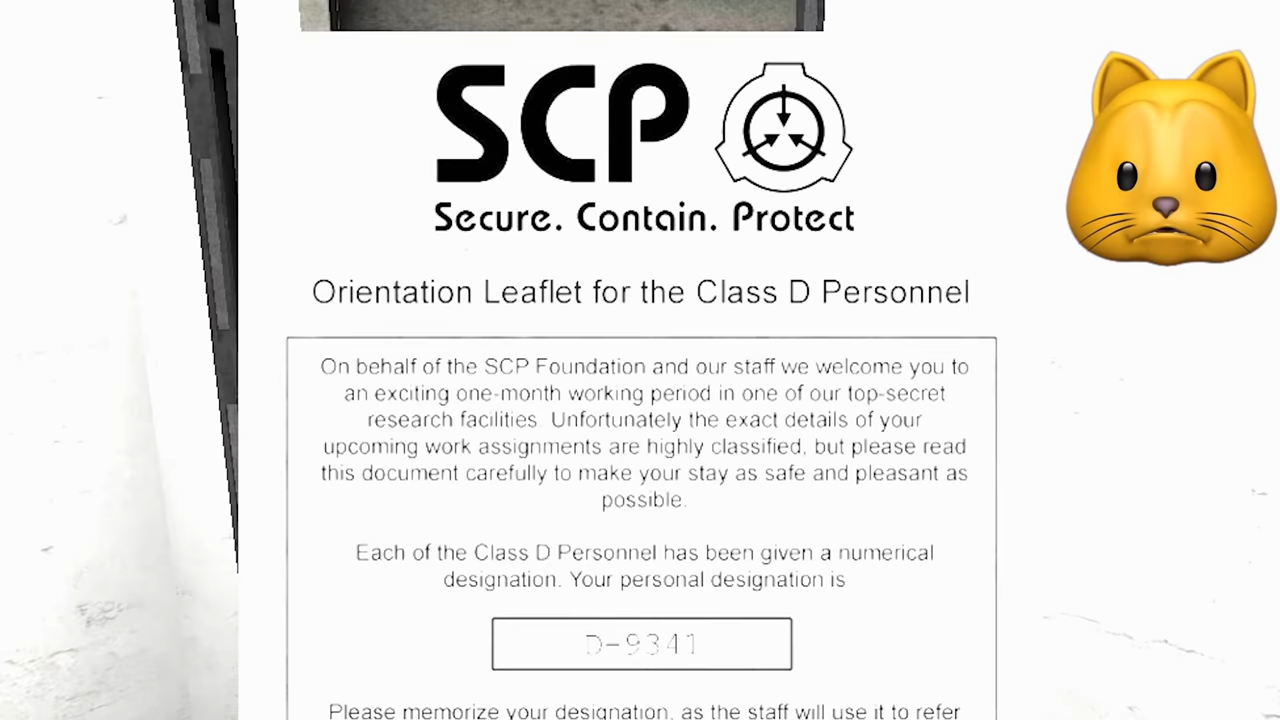 SCP
Secure. Contain. Protect
Orientation Leaflet for the Class D Personnel
On behalf of the SCP Foundation and our staff we welcome you to
an exciting one-month working period in one of our top-secret
research facilities. Unfortunately the exact details of your
upcoming work assignments are highly classified, but please read
this document carefully to make your stay as safe and pleasant as
possible.
Each of the Class D Personnel has been given a numerical
designation. Your personal designation is
D-9341
Please memorize your designation, as the staff will use it to refer